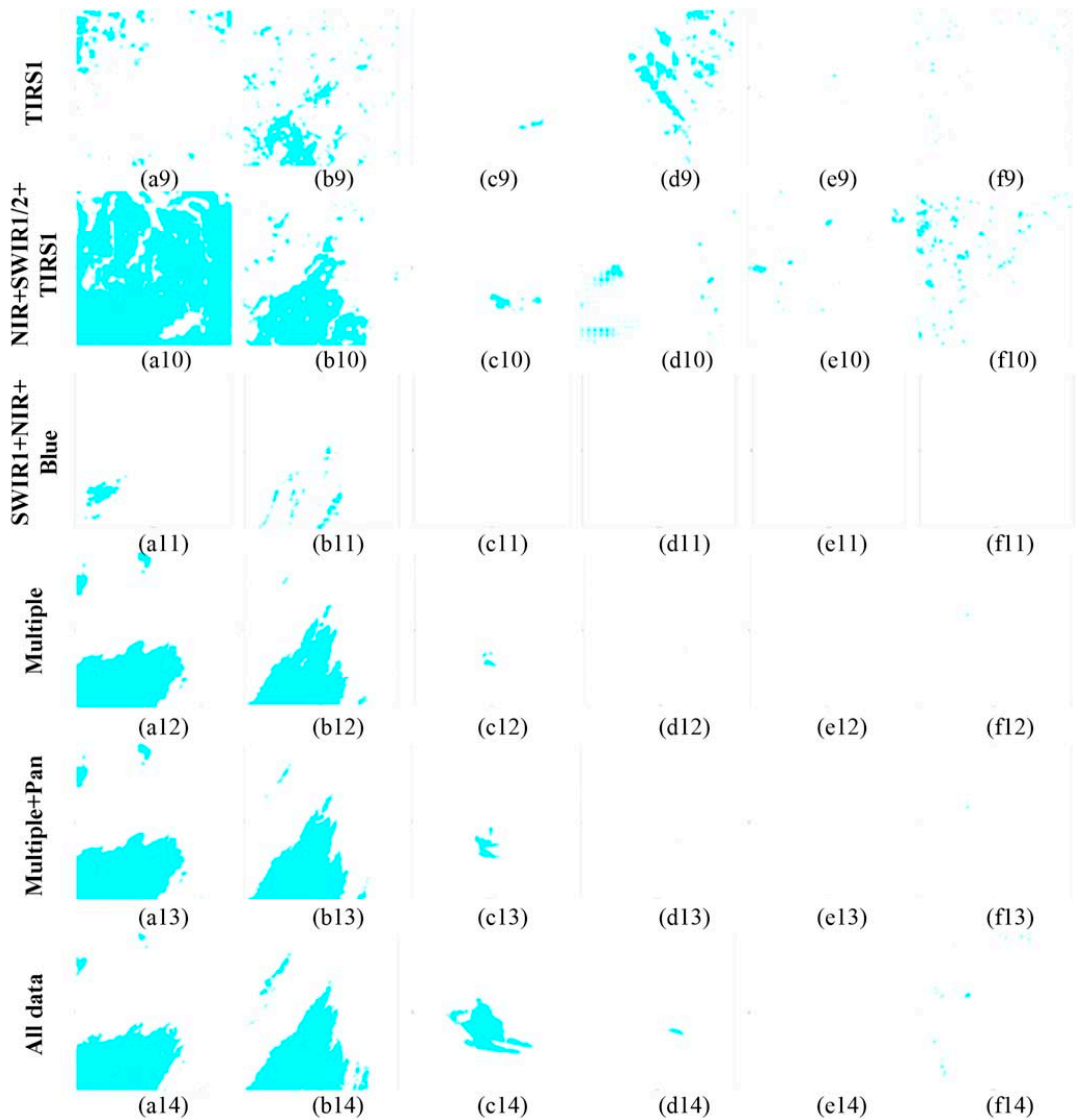 TIRS1
(a9) (b9) (c9) (d9) (e9) (f9)
NIR+SWIR1/2+
TIRS1
(a10) (b10) (c10) (d10) (e10) (f10)
SWIR1+NIR+
Blue
(a11) (b11) (c11) (d11) (e11) (f11)
Multiple
(a12) (b12) (c12) (d12) (e12) (f12)
Multiple+Pan
(a13) (b13) (c13) (d13) (e13) (f13)
All data
(a14) (b14) (c14) (d14) (e14) (f14)